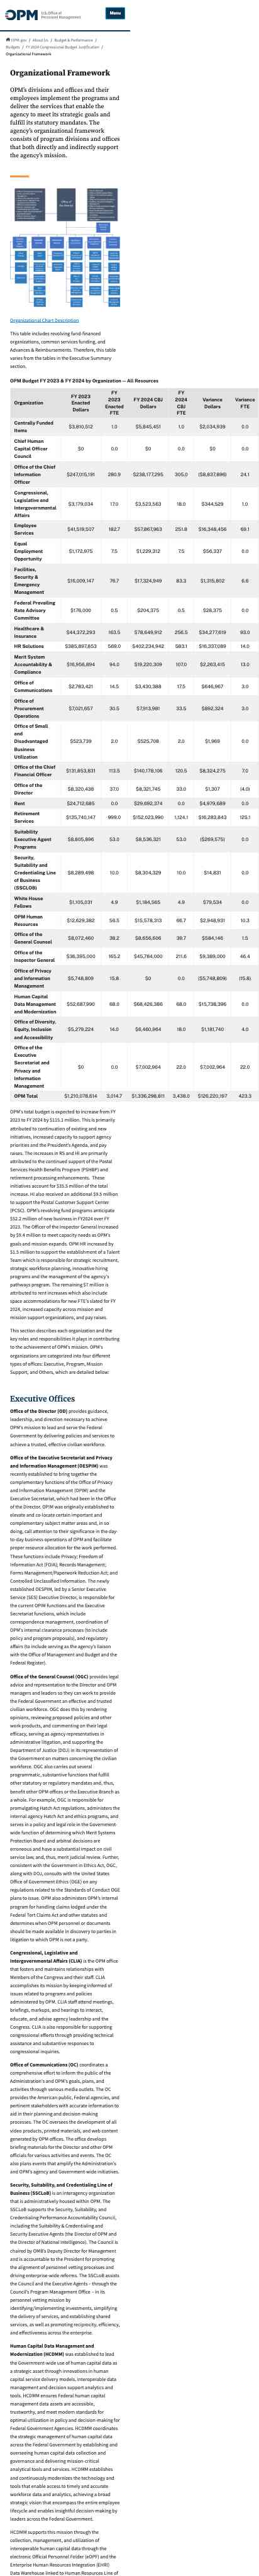 OPM U.S. Office of
Personnel Management
Menu
OPM.gov / About Us / Budget & Performance /
Budgets / FY 2024 Congressional Budget Justification /
Organizational Framework
Organizational Framework
OPM's divisions and offices and their
employees implement the programs and
deliver the services that enable the
agency to meet its strategic goals and
fulfill its statutory mandates. The
agency's organizational framework
consists of program divisions and offices
that both directly and indirectly support
the agency's mission.
Organizational Chart Description
This table includes revolving fund-financed
organizations, common services funding, and
Advances & Reimbursements. Therefore, this table
varies from the tables in the Executive Summary
section.
OPM Budget FY 2023 & FY 2024 by Organization — All Resources
Organization FY 2023 Enacted Dollars FY 2023 Enacted FTE FY 2024 CBJ Dollars FY 2024 CBJ FTE Variance Dollars Variance FTE
Centrally Funded Items $3,810,512 1.0 $5,845,451 1.0 $2,034,939 0.0
Chief Human Capital Officer Council $0 0.0 $0 0.0 $0 0.0
Office of the Chief Information Officer $247,015,191 280.9 $238,177,295 305.0 ($8,837,896) 24.1
Congressional, Legislative and Intergovernmental Affairs $3,179,034 17.0 $3,523,563 18.0 $344,529 1.0
Employee Services $41,519,507 182.7 $57,867,963 251.8 $16,348,456 69.1
Equal Employment Opportunity $1,172,975 7.5 $1,229,312 7.5 $56,337 0.0
Facilities, Security & Emergency Management $16,009,147 76.7 $17,324,949 83.3 $1,315,802 6.6
Federal Prevailing Rate Advisory Committee $176,000 0.5 $204,375 0.5 $28,375 0.0
Healthcare & Insurance $44,372,293 163.5 $78,649,912 256.5 $34,277,619 93.0
HR Solutions $385,897,853 569.0 $402,234,942 583.1 $16,337,089 14.0
Merit System Accountability & Compliance $16,956,894 94.0 $19,220,309 107.0 $2,263,415 13.0
Office of Communications $2,783,421 14.5 $3,430,388 17.5 $646,967 3.0
Office of Procurement Operations $7,021,657 30.5 $7,913,981 33.5 $892,324 3.0
Office of Small and Disadvantaged Business Utilization $523,739 2.0 $525,708 2.0 $1,969 0.0
Office of the Chief Financial Officer $131,853,831 113.5 $140,178,106 120.5 $8,324,275 7.0
Office of the Director $8,320,438 37.0 $8,321,745 33.0 $1,307 (4.0)
Rent $24,712,685 0.0 $29,692,374 0.0 $4,979,689 0.0
Retirement Services $135,740,147 999.0 $152,023,990 1,124.1 $16,283,843 125.1
Suitability Executive Agent Programs $8,805,896 53.0 $8,536,321 53.0 ($269,575) 0.0
Security, Suitability and Credentialing Line of Business (SSCLOB) $8,289,498 10.0 $8,304,329 10.0 $14,831 0.0
White House Fellows $1,105,031 4.9 $1,184,565 4.9 $79,534 0.0
OPM Human Resources $12,629,382 56.5 $15,578,313 66.7 $2,948,931 10.3
Office of the General Counsel $8,072,460 38.2 $8,656,606 39.7 $584,146 1.5
Office of the Inspector General $36,395,000 165.2 $45,784,000 211.6 $9,389,000 46.4
Office of Privacy and Information Management $5,748,809 15.8 $0 0.0 ($5,748,809) (15.8)
Human Capital Data Management and Modernization $52,687,990 68.0 $68,426,386 68.0 $15,738,396 0.0
Office of Diversity, Equity, Inclusion and Accessibility $5,279,224 14.0 $6,460,964 18.0 $1,181,740 4.0
Office of the Executive Secretariat and Privacy and Information Management $0 0.0 $7,002,964 22.0 $7,002,964 22.0
OPM Total $1,210,078,614 3,014.7 $1,336,298,811 3,438.0 $126,220,197 423.3
OPM's total budget is expected to increase from FY
2023 to FY 2024 by $115.1 million. This is primarily
attributed to continuation of existing and new
initiatives, increased capacity to support agency
priorities and the President's Agenda, and pay
raises. The increases in RS and HI are primarily
attributed to the continued support of the Postal
Services Health Benefits Program (PSHBP) and
retirement processing enhancements. These
initiatives account for $35.5 million of the total
increase. HI also received an additional $9.5 million
to support the Postal Customer Support Center
(PCSC). OPM's revolving fund programs anticipate
$52.2 million of new business in FY2024 over FY
2023. The Office of the Inspector General increased
by $9.4 million to meet capacity needs as OPM's
goals and mission expands. OPM HR increased by
$1.5 million to support the establishment of a Talent
Team which is responsible for strategic recruitment,
strategic workforce planning, innovative hiring
programs and the management of the agency's
pathways program. The remaining $7 million is
attributed to rent increases which also include
space accommodations for new FTE's slated for FY
2024, increased capacity across mission and
mission support organizations, and pay raises.
This section describes each organization and the
key roles and responsibilities it plays in contributing
to the achievement of OPM's mission. OPM's
organizations are categorized into four different
types of offices: Executive, Program, Mission
Support, and Others, which are detailed below:
Executive Offices
Office of the Director (OD) provides guidance,
leadership, and direction necessary to achieve
OPM's mission to lead and serve the Federal
Government by delivering policies and services to
achieve a trusted, effective civilian workforce.
Office of the Executive Secretariat and Privacy
and Information Management (OESPIM) was
recently established to bring together the
complementary functions of the Office of Privacy
and Information Management (OPIM) and the
Executive Secretariat, which had been in the Office
of the Director. OPIM was originally established to
elevate and co-locate certain important and
complementary subject matter areas and, in so
doing, call attention to their significance in the day-
to-day business operations of OPM and facilitate
proper resource allocation for the work performed.
These functions include Privacy; Freedom of
Information Act (FOIA); Records Management;
Forms Management/Paperwork Reduction Act; and
Controlled Unclassified Information. The newly
established OESPIM, led by a Senior Executive
Service (SES) Executive Director, is responsible for
the current OPIM functions and the Executive
Secretariat functions, which include
correspondence management, coordination of
OPM's internal clearance processes (to include
policy and program proposals), and regulatory
affairs (to include serving as the agency's liaison
with the Office of Management and Budget and the
Federal Register).
Office of the General Counsel (OGC) provides legal
advice and representation to the Director and OPM
managers and leaders so they can work to provide
the Federal Government an effective and trusted
civilian workforce. OGC does this by rendering
opinions, reviewing proposed policies and other
work products, and commenting on their legal
efficacy, serving as agency representatives in
administrative litigation, and supporting the
Department of Justice (DOJ) in its representation of
the Government on matters concerning the civilian
workforce. OGC also carries out several
programmatic, substantive functions that fulfill
other statutory or regulatory mandates and, thus,
benefit other OPM offices or the Executive Branch as
a whole. For example, OGC is responsible for
promulgating Hatch Act regulations, administers the
internal agency Hatch Act and ethics programs, and
serves in a policy and legal role in the Government-
wide function of determining which Merit Systems
Protection Board and arbitral decisions are
erroneous and have a substantial impact on civil
service law, and, thus, merit judicial review. Further,
consistent with the Government in Ethics Act, OGC,
along with DOJ, consults with the United States
Office of Government Ethics (OGE) on any
regulations related to the Standards of Conduct OGE
plans to issue. OPM also administers OPM's internal
program for handling claims lodged under the
Federal Tort Claims Act and other statutes and
determines when OPM personnel or documents
should be made available in discovery to parties in
litigation to which OPM is not a party.
Congressional, Legislative and
Intergovernmental Affairs (CLIA) is the OPM office
that fosters and maintains relationships with
Members of the Congress and their staff. CLIA
accomplishes its mission by keeping informed of
issues related to programs and policies
administered by OPM. CLIA staff attend meetings,
briefings, markups, and hearings to interact,
educate, and advise agency leadership and the
Congress. CLIA is also responsible for supporting
congressional efforts through providing technical
assistance and substantive responses to
congressional inquiries.
Office of Communications (OC) coordinates a
comprehensive effort to inform the public of the
Administration's and OPM's goals, plans, and
activities through various media outlets. The OC
provides the American public, Federal agencies, and
pertinent stakeholders with accurate information to
aid in their planning and decision-making
processes. The OC oversees the development of all
video products, printed materials, and web content
generated by OPM offices. The office develops
briefing materials for the Director and other OPM
officials for various activities and events. The OC
also plans events that amplify the Administration's
and OPM's agency and Government-wide initiatives.
Security, Suitability, and Credentialing Line of
Business (SSCLoB) is an interagency organization
that is administratively housed within OPM. The
SSCLoB supports the Security, Suitability, and
Credentialing Performance Accountability Council,
including the Suitability & Credentialing and
Security Executive Agents (the Director of OPM and
the Director of National Intelligence). The Council is
chaired by OMB's Deputy Director for Management
and is accountable to the President for promoting
the alignment of personnel vetting processes and
driving enterprise-wide reforms. The SSCLoB assists
the Council and the Executive Agents – through the
Council's Program Management Office – in its
personnel vetting mission by
identifying/implementing investments, simplifying
the delivery of services, and establishing shared
services, as well as promoting reciprocity, efficiency,
and effectiveness across the enterprise.
Human Capital Data Management and
Modernization (HCDMM) was established to lead
the Government-wide use of human capital data as
a strategic asset through innovations in human
capital service delivery models, interoperable data
management and decision support analytics and
tools. HCDMM ensures Federal human capital
management data assets are accessible,
trustworthy, and meet modern standards for
optimal utilization in policy and decision-making for
Federal Government Agencies. HCDMM coordinates
the strategic management of human capital data
across the Federal Government by establishing and
overseeing human capital data collection and
governance and delivering mission-critical
analytical tools and services. HCDMM establishes
and continuously modernizes the technology and
tools that enable access to timely and accurate
workforce data and analytics, achieving a broad
strategic vision that encompass the entire employee
lifecycle and enables insightful decision making by
leaders across the Federal Government.
HCDMM supports this mission through the
collection, management, and utilization of
interoperable human capital data through the
electronic Official Personnel Folder (eOPF) and the
Enterprise Human Resources Integration (EHRI)
Data Warehouse linked to Human Resources Line of